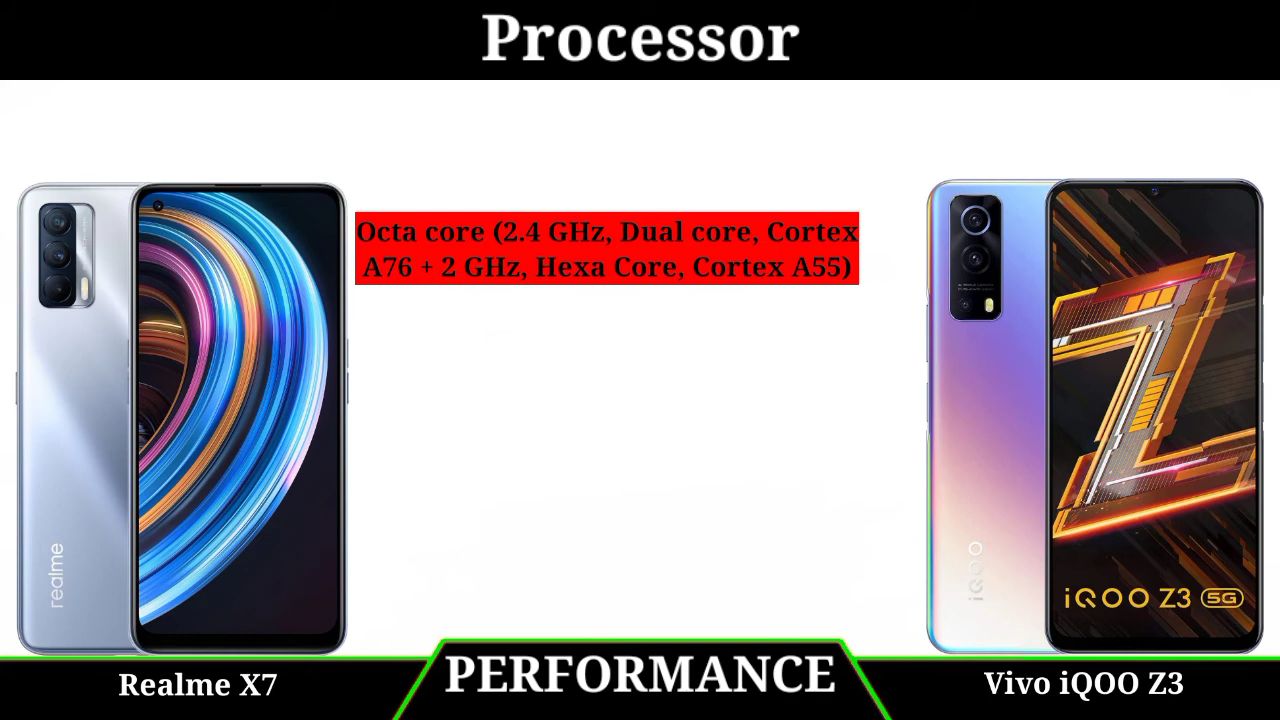 Processor
Octa core (2.4 GHz, Dual core, Cortex
A76 + 2 GHz, Hexa Core, Cortex A55)
realme
iQOO
iQOO Z3 5G
PERFORMANCE
Realme X7
Vivo iQOO Z3